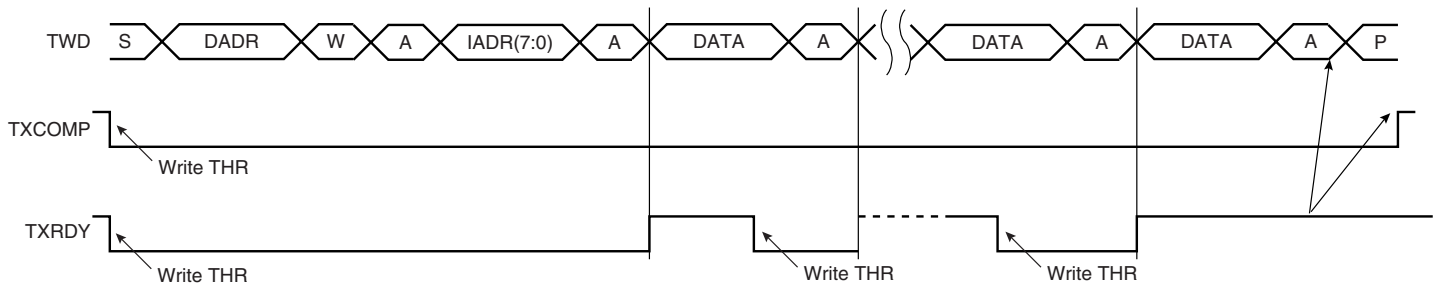 TWD S DADR W A IADR(7:0) A DATA A DATA A DATA A P
TXCOMP
Write THR
TXRDY
Write THR Write THR Write THR